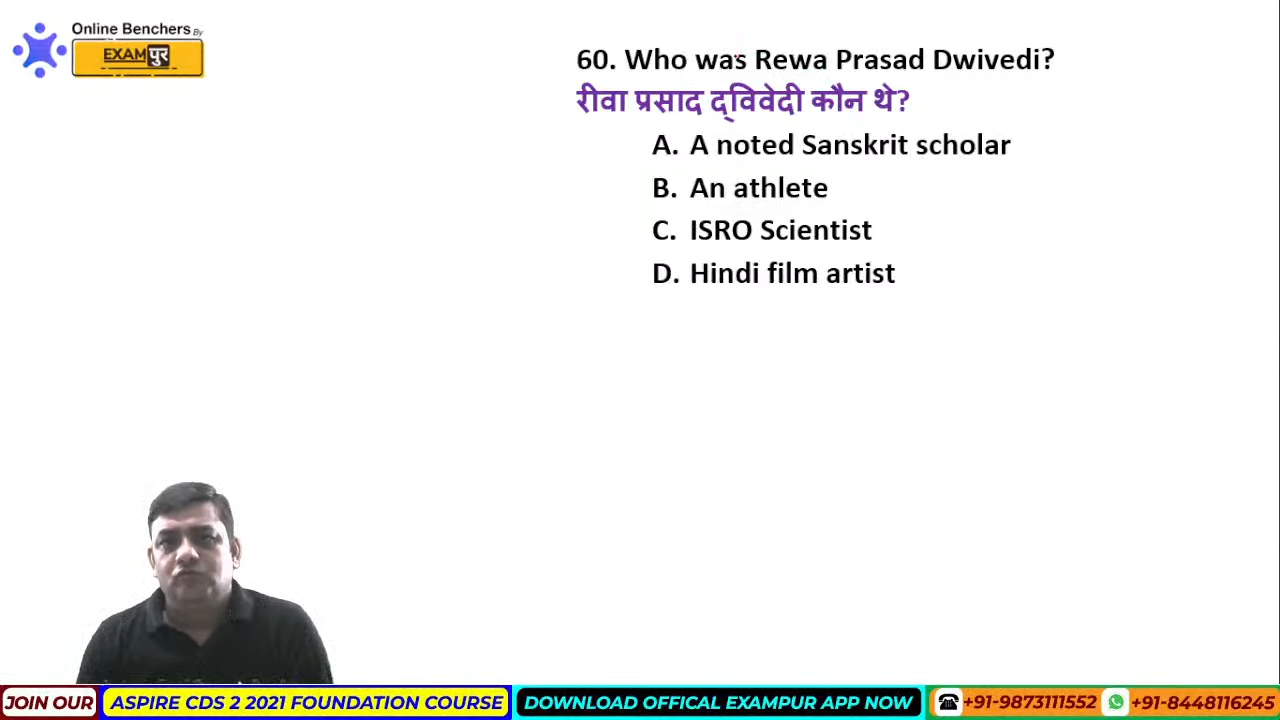 Online Benchers By
EXAMपुर
60. Who was Rewa Prasad Dwivedi?
रीवा प्रसाद द्विवेदी कौन थे?
A. A noted Sanskrit scholar
B. An athlete
C. ISRO Scientist
D. Hindi film artist
JOIN OUR ASPIRE CDS 2 2021 FOUNDATION COURSE DOWNLOAD OFFICAL EXAMPUR APP NOW +91-9873111552 +91-8448116245